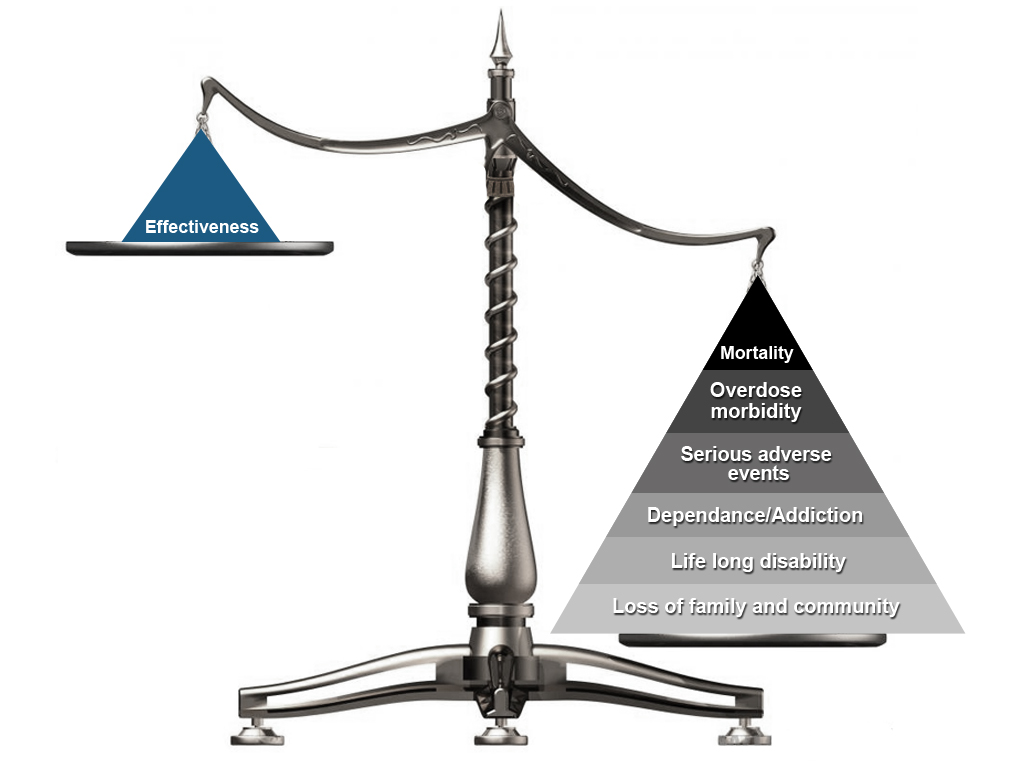 Effectiveness
Mortality
Overdose
morbidity
Serious adverse
events
Dependance/Addiction
Life long disability
Loss of family and community